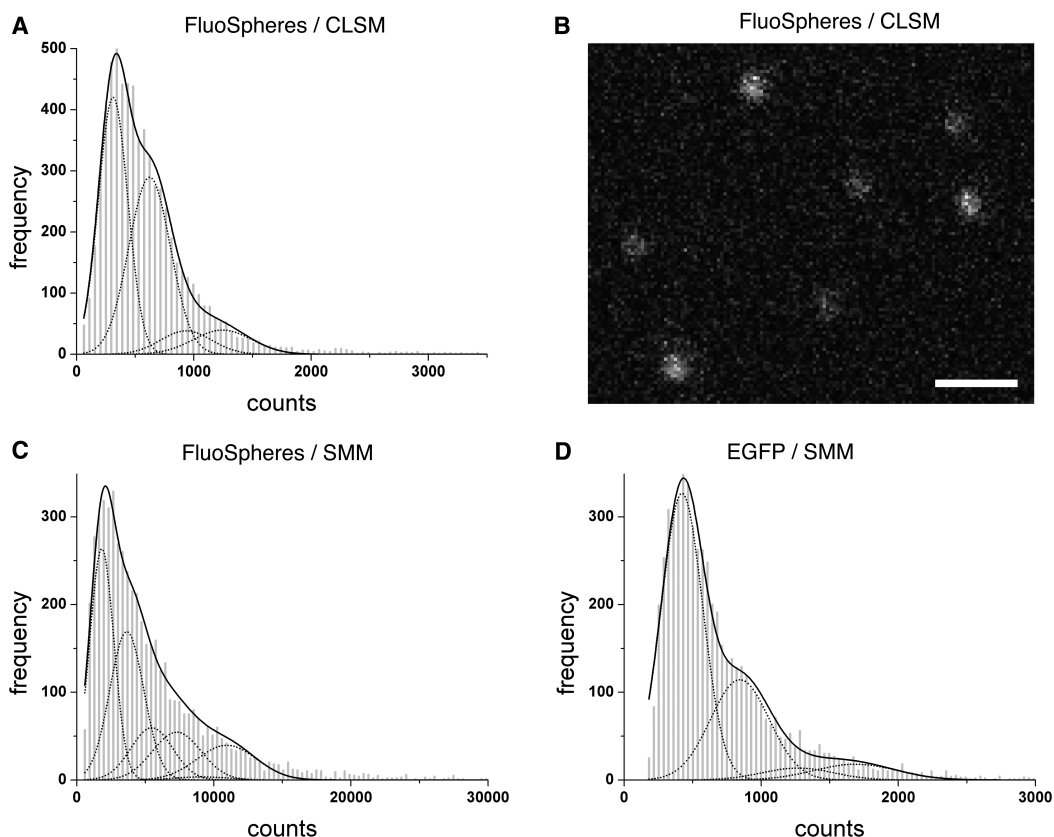 A
FluoSpheres / CLSM
500
400
300
200
100
0
frequency
0 1000 2000 3000
counts
B
FluoSpheres / CLSM
C
FluoSpheres / SMM
300
200
100
0
frequency
0 10000 20000 30000
counts
D
EGFP / SMM
300
200
100
0
frequency
0 1000 2000 3000
counts